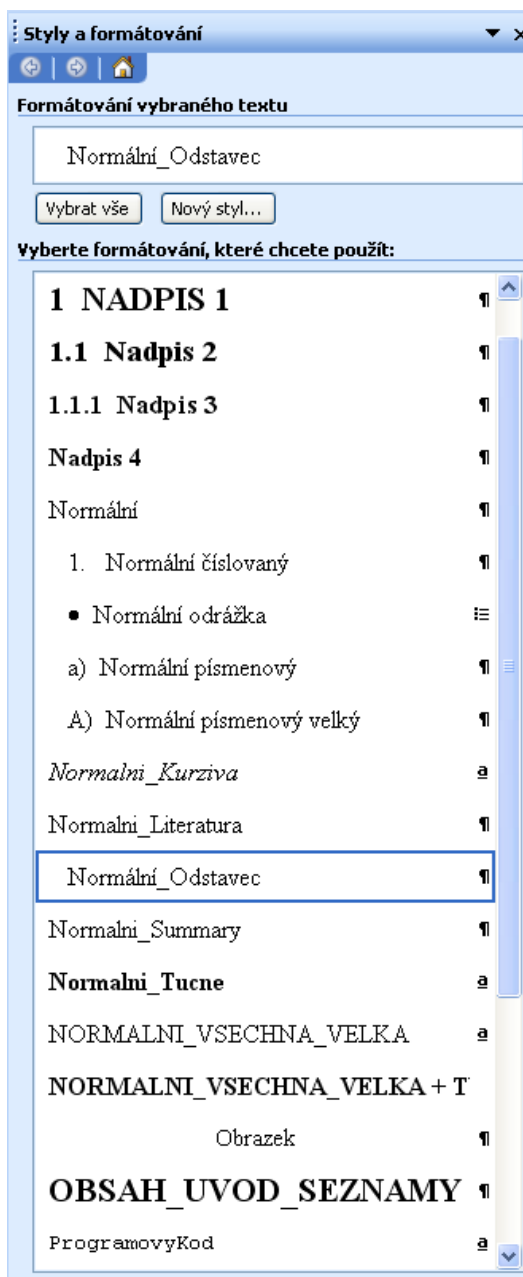 Styly a formátování
Formátování vybraného textu
Normální_Odstavec
Vybrat vše Nový styl...
Vyberte formátování, které chcete použít:
1 NADPIS 1 ¶
1.1 Nadpis 2 ¶
1.1.1 Nadpis 3 ¶
Nadpis 4 ¶
Normální ¶
1. Normální číslovaný ¶
• Normální odrážka
a) Normální písmenový ¶
A) Normální písmenový velký ¶
Normalni_Kurziva a
Normalni_Literatura ¶
Normální_Odstavec ¶
Normalni_Summary ¶
Normalni_Tucne a
NORMALNI_VSECHNA_VELKA a
NORMALNI_VSECHNA_VELKA + T
Obrazek ¶
OBSAH_UVOD_SEZNAMY ¶
ProgramovyKod a